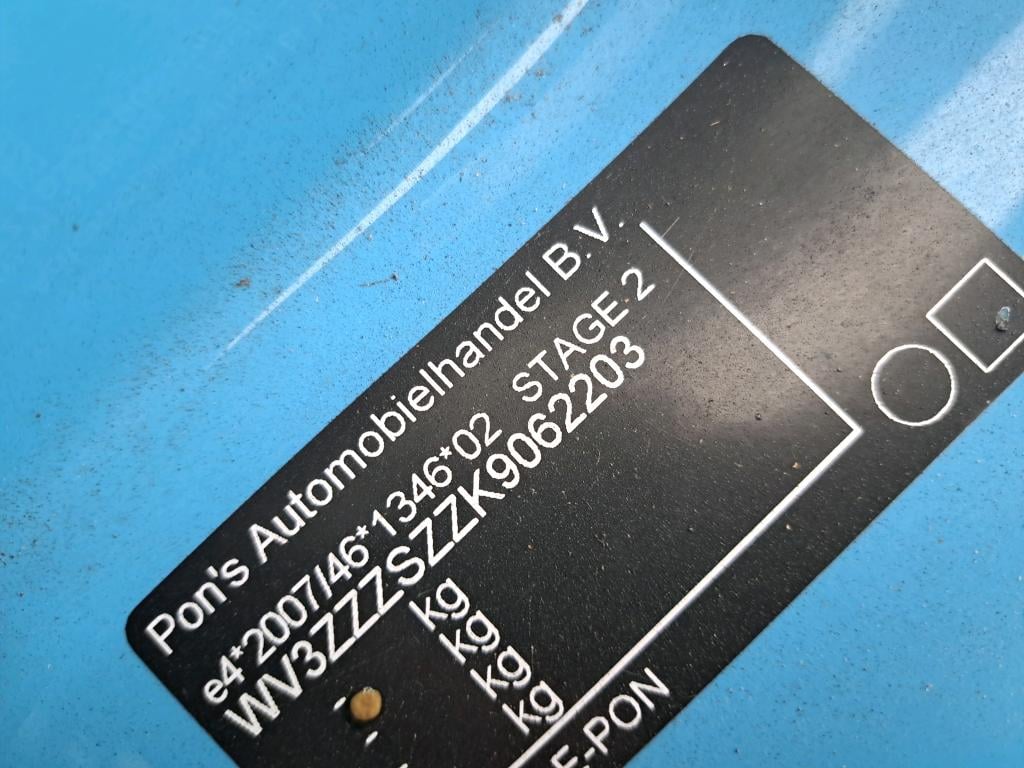 Pon's Automobielhandel B.V.
e4*2007/46*1346*02 STAGE 2
WV3ZZZSZZK9062203
kg
kg
- kg
- kg
E-PON